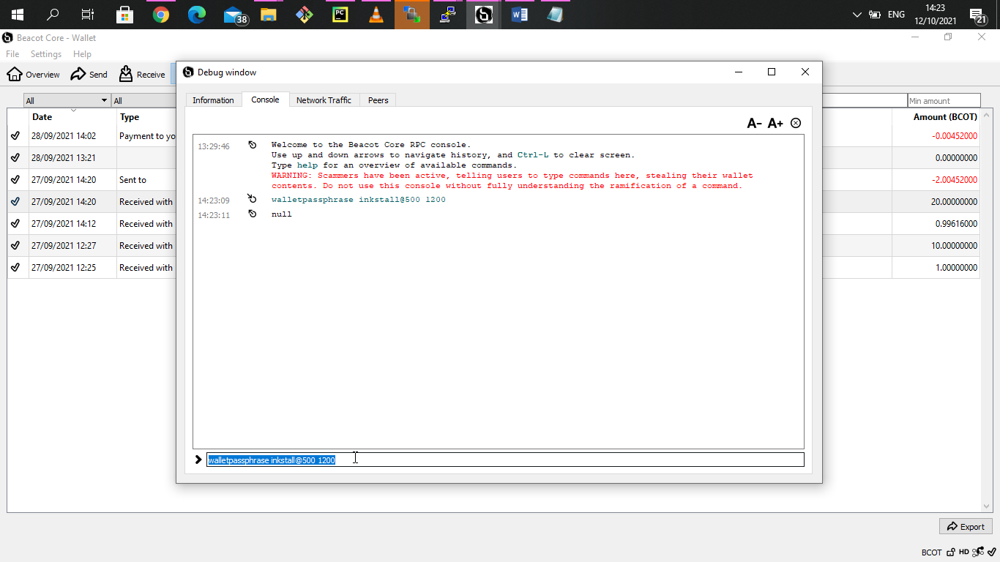 38
PC
W
ENG
14:23
12/10/2021
21
Beacot Core - Wallet
File Settings Help
Overview Send Receive
Debug window
Information Console Network Traffic Peers
All All Min amount
Date Type Amount (BCOT)
A- A+
28/09/2021 14:02 Payment to yo -0.00452000
28/09/2021 13:21 0.00000000
27/09/2021 14:20 Sent to -2.00452000
27/09/2021 14:20 Received with 20.00000000
27/09/2021 14:12 Received with 0.99616000
27/09/2021 12:27 Received with 10.00000000
27/09/2021 12:25 Received with 1.00000000
13:29:46 Welcome to the Beacot Core RPC console.
Use up and down arrows to navigate history, and Ctrl-L to clear screen.
Type help for an overview of available commands.
WARNING: Scammers have been active, telling users to type commands here, stealing their wallet
contents. Do not use this console without fully understanding the ramification of a command.
14:23:09 walletpassphrase inkstall@500 1200
14:23:11 null
walletpassphrase inkstall@500 1200
Export
BCOT HD